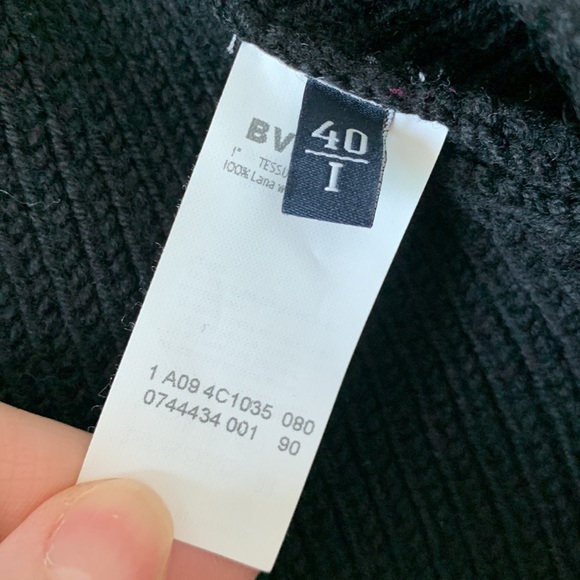 BV
40
I
1° TESSU
100% Lana w
1 A09 4C1035 080
0744434 001 90